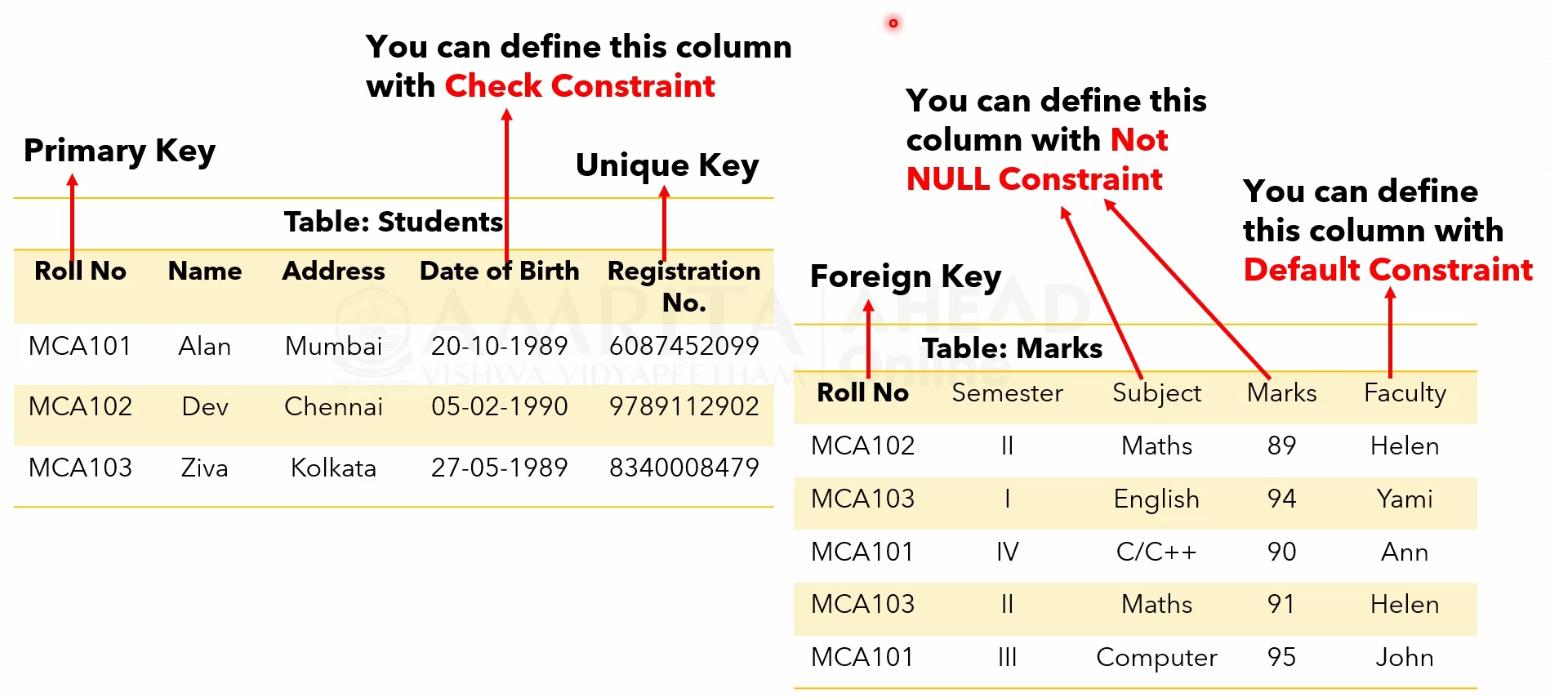 You can define this column
with Check Constraint
Primary Key
Unique Key
Table: Students
Roll No Name Address Date of Birth Registration No.
MCA101 Alan Mumbai 20-10-1989 6087452099
MCA102 Dev Chennai 05-02-1990 9789112902
MCA103 Ziva Kolkata 27-05-1989 8340008479
You can define this
column with Not
NULL Constraint
You can define
this column with
Default Constraint
Foreign Key
Table: Marks
Roll No Semester Subject Marks Faculty
MCA102 II Maths 89 Helen
MCA103 I English 94 Yami
MCA101 IV C/C++ 90 Ann
MCA103 II Maths 91 Helen
MCA101 III Computer 95 John
AMRITA
VISHWA VIDYAPEETHAM
AHEAD
Online